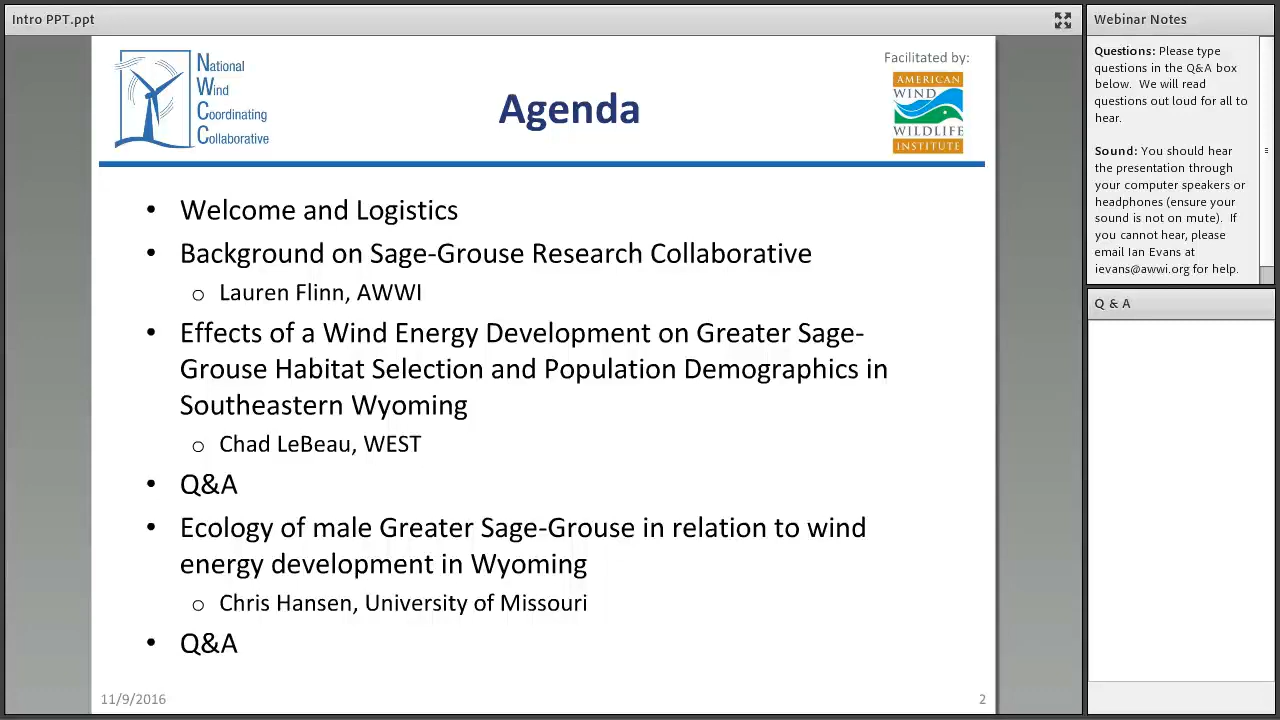 Intro PPT.ppt
National
Wind
Coordinating
Collaborative
Agenda
Facilitated by:
AMERICAN
WIND
WILDLIFE
INSTITUTE
• Welcome and Logistics
• Background on Sage-Grouse Research Collaborative
o Lauren Flinn, AWWI
• Effects of a Wind Energy Development on Greater Sage-
Grouse Habitat Selection and Population Demographics in
Southeastern Wyoming
o Chad LeBeau, WEST
• Q&A
• Ecology of male Greater Sage-Grouse in relation to wind
energy development in Wyoming
o Chris Hansen, University of Missouri
• Q&A
11/9/2016
2
Webinar Notes
Questions: Please type
questions in the Q&A box
below. We will read
questions out loud for all to
hear.
Sound: You should hear
the presentation through
your computer speakers or
headphones (ensure your
sound is not on mute). If
you cannot hear, please
email Ian Evans at
ievans@awwi.org for help.
Q & A